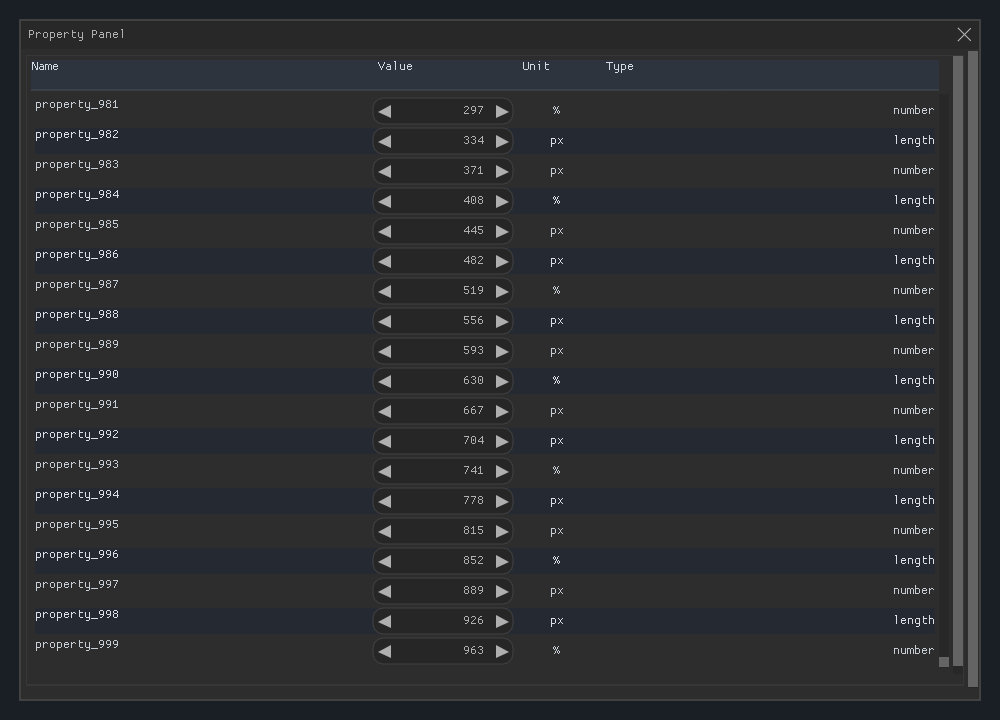 Property Panel
Name Value Unit Type
property_981 297 % number
property_982 334 px length
property_983 371 px number
property_984 408 % length
property_985 445 px number
property_986 482 px length
property_987 519 % number
property_988 556 px length
property_989 593 px number
property_990 630 % length
property_991 667 px number
property_992 704 px length
property_993 741 % number
property_994 778 px length
property_995 815 px number
property_996 852 % length
property_997 889 px number
property_998 926 px length
property_999 963 % number